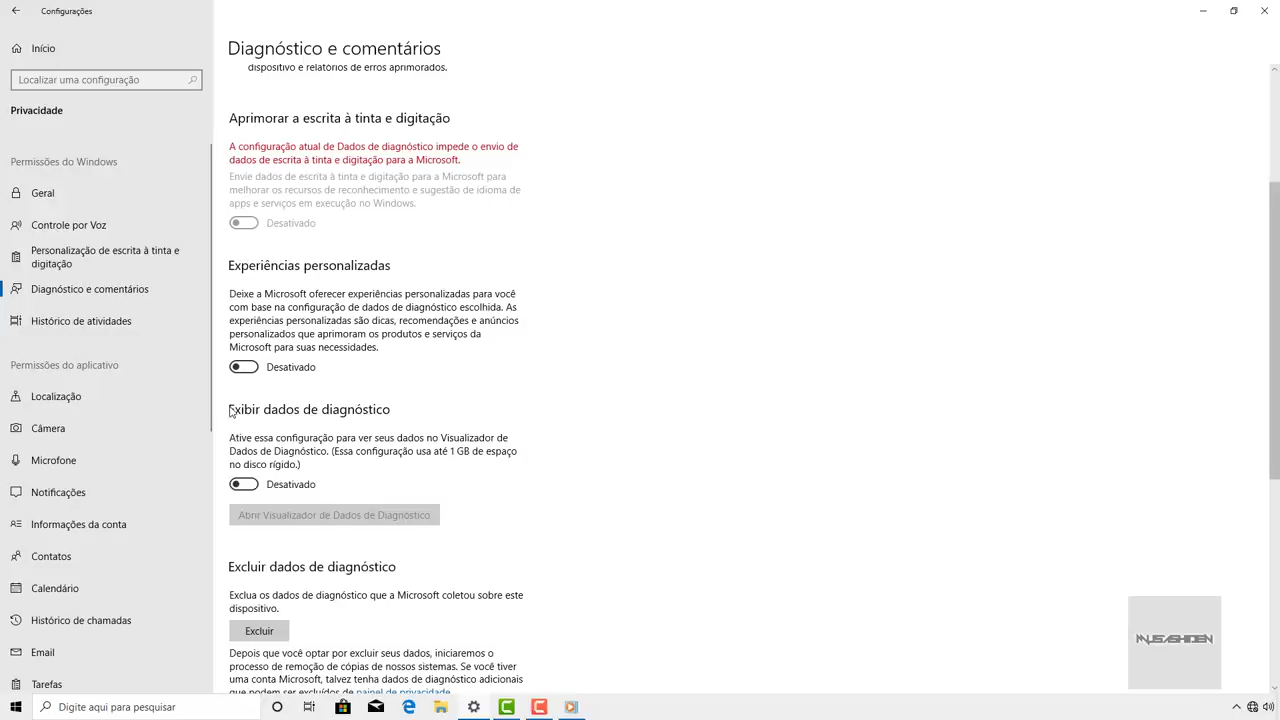 Configurações
Início
Localizar uma configuração
Privacidade
Permissões do Windows
Geral
Controle por Voz
Personalização de escrita à tinta e
digitação
Diagnóstico e comentários
Histórico de atividades
Permissões do aplicativo
Localização
Câmera
Microfone
Notificações
Informações da conta
Contatos
Calendário
Histórico de chamadas
Email
Tarefas
Diagnóstico e comentários
dispositivo e relatórios de erros aprimorados.
Aprimorar a escrita à tinta e digitação
A configuração atual de Dados de diagnóstico impede o envio de
dados de escrita à tinta e digitação para a Microsoft.
Envie dados de escrita à tinta e digitação para a Microsoft para
melhorar os recursos de reconhecimento e sugestão de idioma de
apps e serviços em execução no Windows.
Desativado
Experiências personalizadas
Deixe a Microsoft oferecer experiências personalizadas para você
com base na configuração de dados de diagnóstico escolhida. As
experiências personalizadas são dicas, recomendações e anúncios
personalizados que aprimoram os produtos e serviços da
Microsoft para suas necessidades.
Desativado
Exibir dados de diagnóstico
Ative essa configuração para ver seus dados no Visualizador de
Dados de Diagnóstico. (Essa configuração usa até 1 GB de espaço
no disco rígido.)
Desativado
Abrir Visualizador de Dados de Diagnóstico
Excluir dados de diagnóstico
Exclua os dados de diagnóstico que a Microsoft coletou sobre este
dispositivo.
Excluir
Depois que você optar por excluir seus dados, iniciaremos o
processo de remoção de cópias de nossos sistemas. Se você tiver
uma conta Microsoft, talvez tenha dados de diagnóstico adicionais
que podem ser excluídos de painel de privacidade
Digite aqui para pesquisar